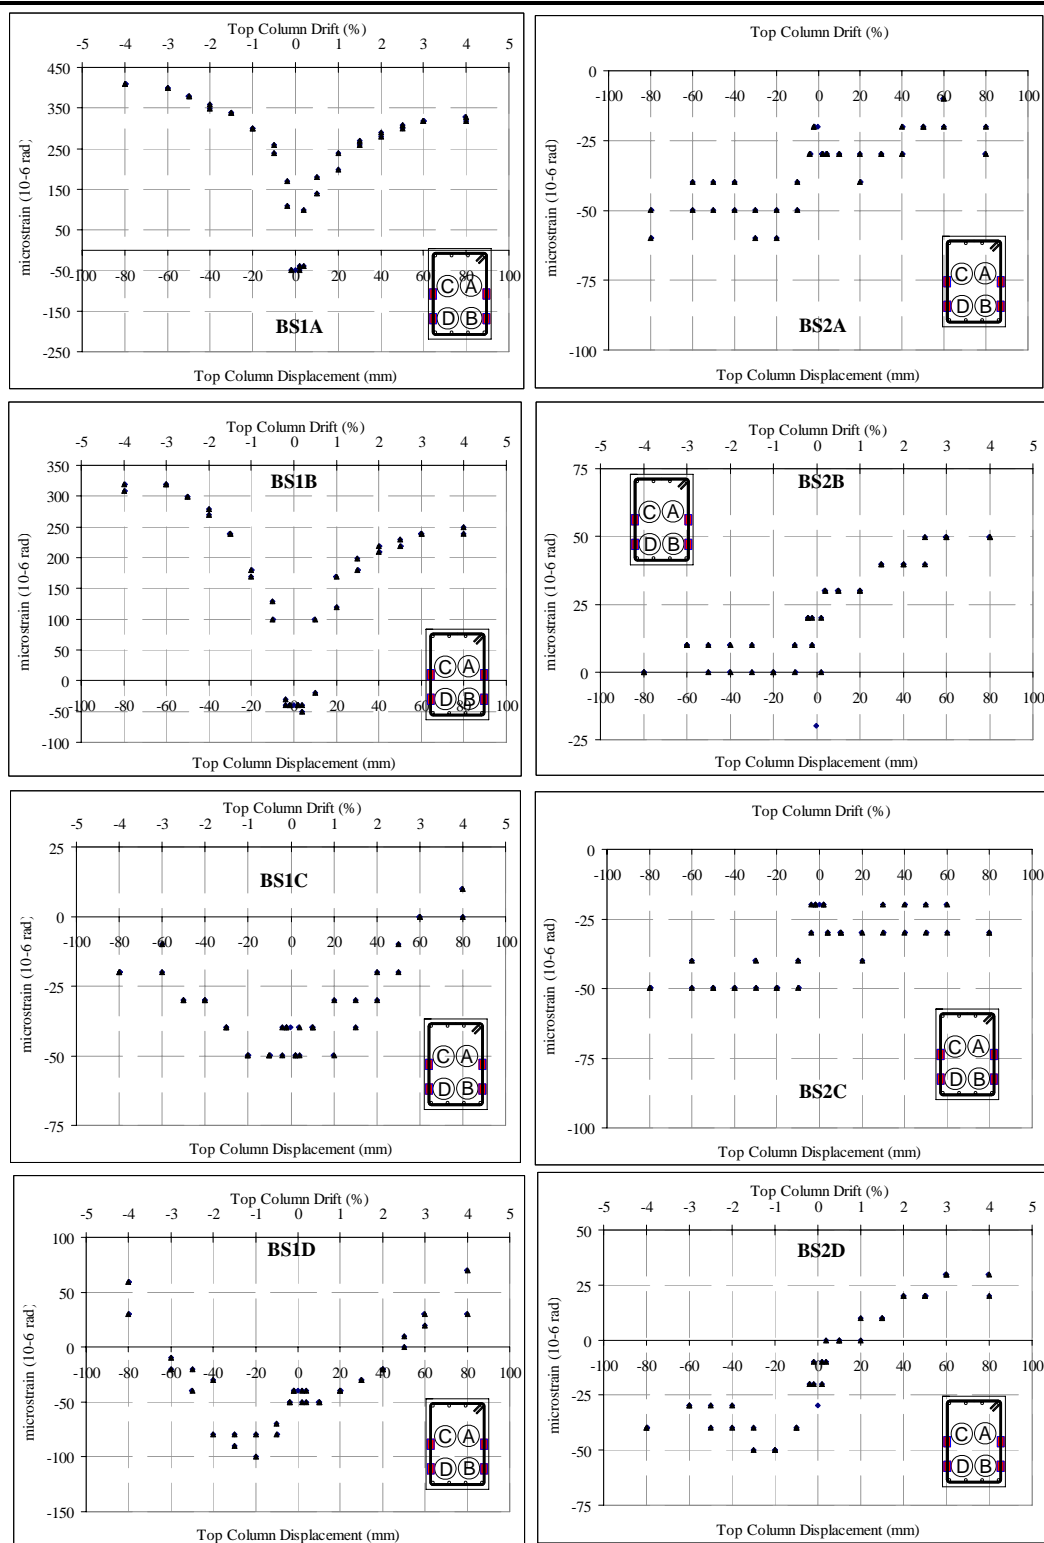 Top Column Drift (%)
-5 -4 -3 -2 -1 0 1 2 3 4 5
450
350
250
150
50
-50
-150
-250
-100 -80 -60 -40 -20 0 20 40 60 80 100
microstrain (10-6 rad)
C A
D B
BS1A
Top Column Displacement (mm)
Top Column Drift (%)
0
-25
-50
-75
-100
-100 -80 -60 -40 -20 0 20 40 60 80 100
microstrain (10-6 rad)
C A
D B
BS2A
Top Column Displacement (mm)
Top Column Drift (%)
-5 -4 -3 -2 -1 0 1 2 3 4 5
350
300
250
200
150
100
50
0
-50
-100
-100 -80 -60 -40 -20 0 20 40 60 80 100
microstrain (10-6 rad)
BS1B
C A
D B
Top Column Displacement (mm)
Top Column Drift (%)
-5 -4 -3 -2 -1 0 1 2 3 4 5
75
50
25
0
-25
-100 -80 -60 -40 -20 0 20 40 60 80 100
microstrain (10-6 rad)
BS2B
C A
D B
Top Column Displacement (mm)
Top Column Drift (%)
-5 -4 -3 -2 -1 0 1 2 3 4 5
25
0
-25
-50
-75
-100 -80 -60 -40 -20 0 20 40 60 80 100
microstrain (10-6 rad)
BS1C
C A
D B
Top Column Displacement (mm)
Top Column Drift (%)
0
-25
-50
-75
-100
-100 -80 -60 -40 -20 0 20 40 60 80 100
microstrain (10-6 rad)
C A
D B
BS2C
Top Column Displacement (mm)
Top Column Drift (%)
-5 -4 -3 -2 -1 0 1 2 3 4 5
100
50
0
-50
-100
-150
-100 -80 -60 -40 -20 0 20 40 60 80 100
microstrain (10-6 rad)
BS1D
C A
D B
Top Column Displacement (mm)
Top Column Drift (%)
-5 -4 -3 -2 -1 0 1 2 3 4 5
50
25
0
-25
-50
-75
-100 -80 -60 -40 -20 0 20 40 60 80 100
microstrain (10-6 rad)
BS2D
C A
D B
Top Column Displacement (mm)